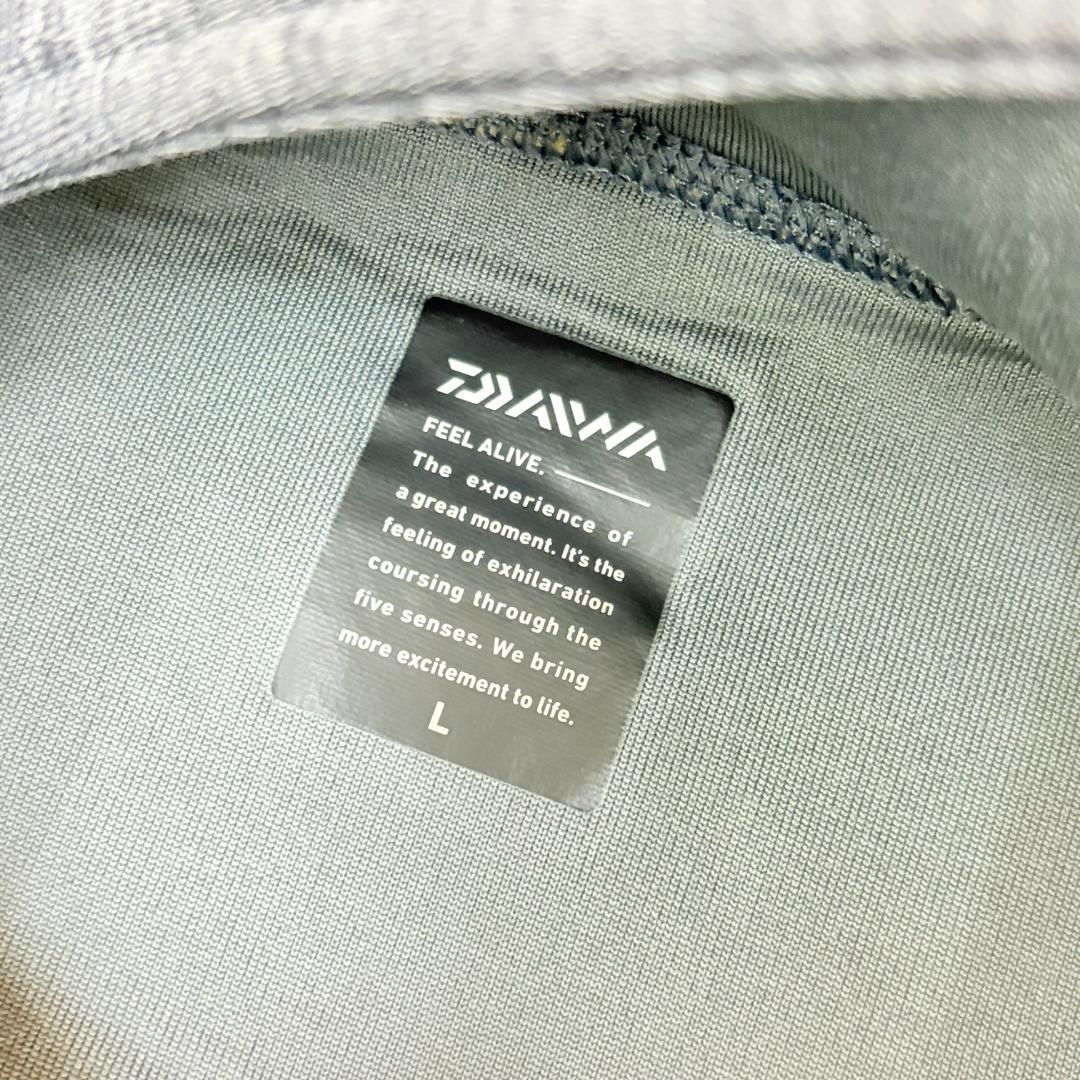 DAIWA
FEEL ALIVE.
The experience of
a great moment. It's the
feeling of exhilaration
coursing through the
five senses. We bring
more excitement to life.
L